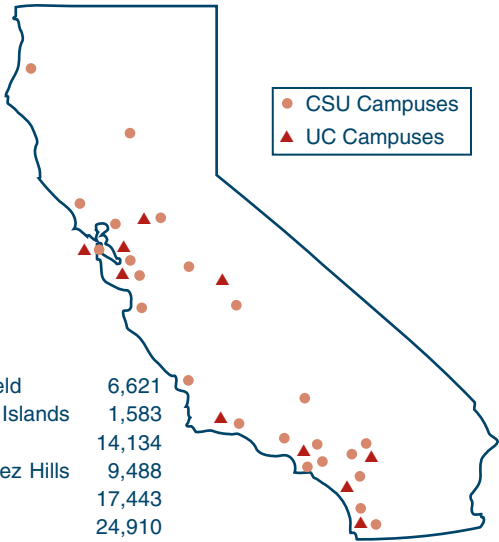 CSU Campuses
UC Campuses
eld 6,621
Islands 1,583
14,134
ez Hills 9,488
17,443
24,910